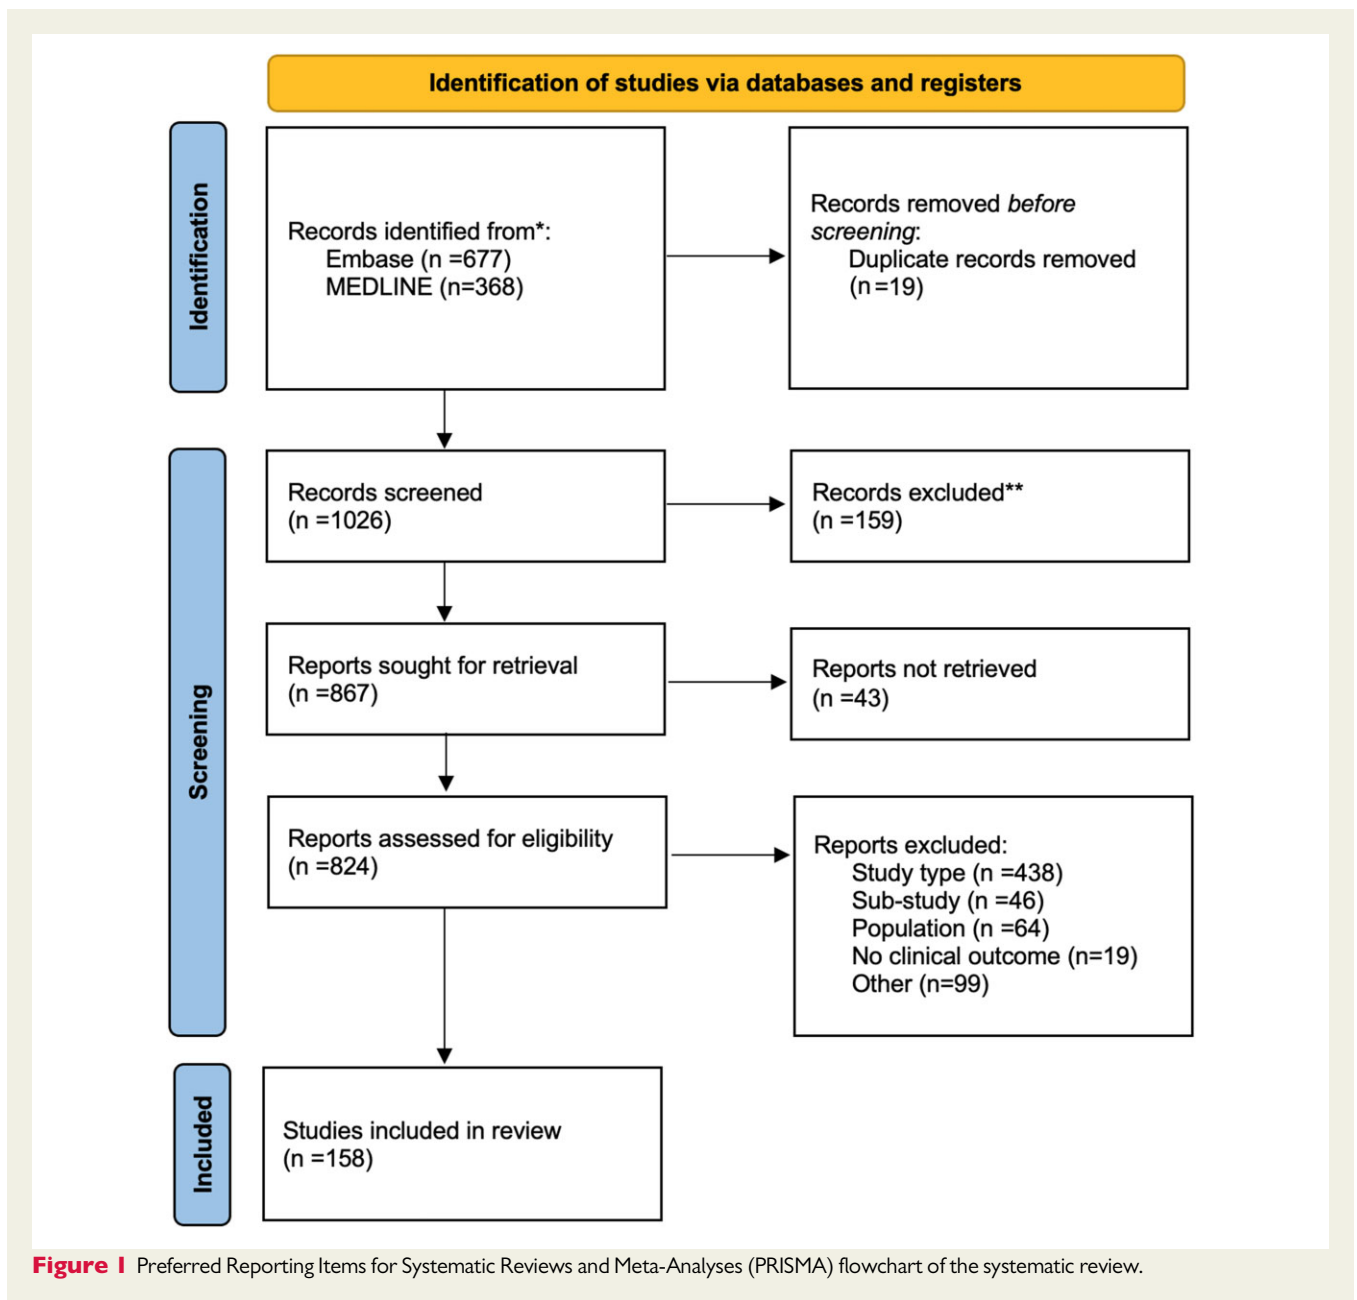 Identification of studies via databases and registers
Identification
Records identified from*:
Embase (n =677)
MEDLINE (n=368)
Records removed before
screening:
Duplicate records removed
(n=19)
Screening
Records screened
(n =1026)
Records excluded**
(n =159)
Reports sought for retrieval
(n =867)
Reports not retrieved
(n =43)
Reports assessed for eligibility
(n =824)
Reports excluded:
Study type (n =438)
Sub-study (n =46)
Population (n =64)
No clinical outcome (n=19)
Other (n=99)
Included
Studies included in review
(n =158)
Figure 1 Preferred Reporting Items for Systematic Reviews and Meta-Analyses (PRISMA) flowchart of the systematic review.